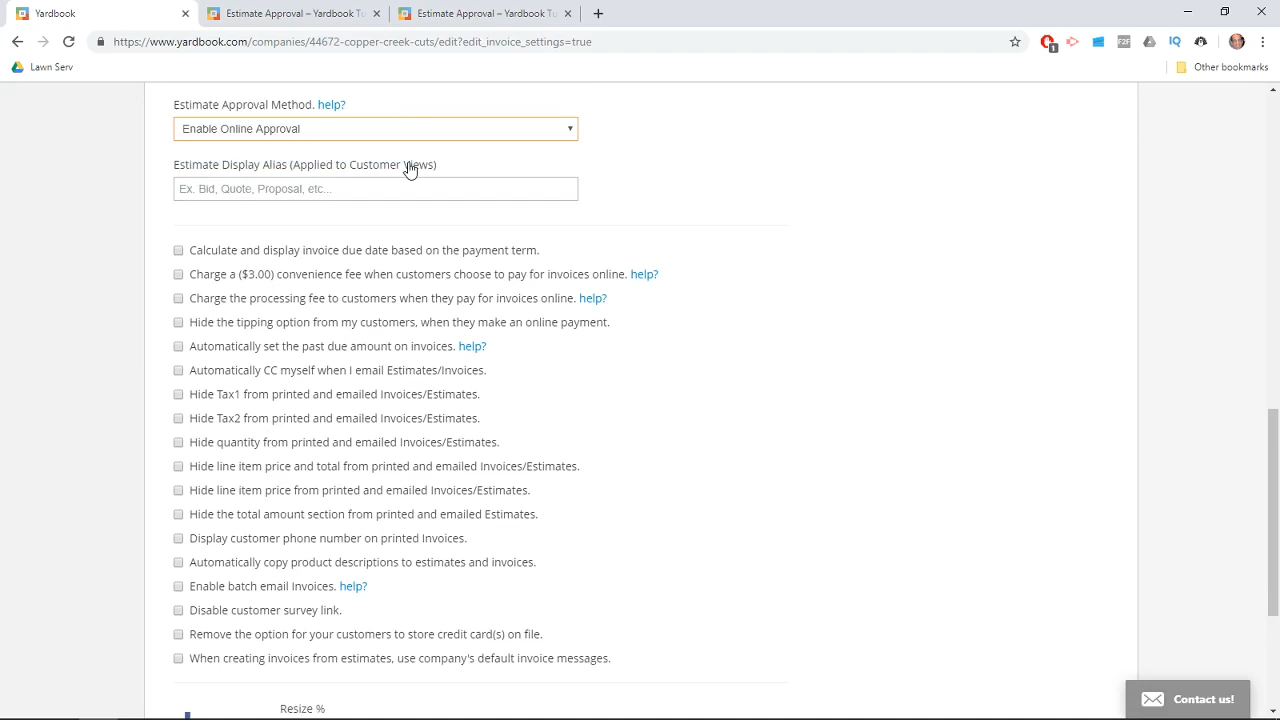 Yardbook
Estimate Approval – Yardbook Tu
Estimate Approval – Yardbook Tu
https://www.yardbook.com/companies/44672-copper-creek-cuts/edit?edit_invoice_settings=true
1
F2F
IQ
Lawn Serv
Other bookmarks
Estimate Approval Method. help?
Enable Online Approval
Estimate Display Alias (Applied to Customer Views)
Ex. Bid, Quote, Proposal, etc...
Calculate and display invoice due date based on the payment term.
Charge a ($3.00) convenience fee when customers choose to pay for invoices online. help?
Charge the processing fee to customers when they pay for invoices online. help?
Hide the tipping option from my customers, when they make an online payment.
Automatically set the past due amount on invoices. help?
Automatically CC myself when I email Estimates/Invoices.
Hide Tax1 from printed and emailed Invoices/Estimates.
Hide Tax2 from printed and emailed Invoices/Estimates.
Hide quantity from printed and emailed Invoices/Estimates.
Hide line item price and total from printed and emailed Invoices/Estimates.
Hide line item price from printed and emailed Invoices/Estimates.
Hide the total amount section from printed and emailed Estimates.
Display customer phone number on printed Invoices.
Automatically copy product descriptions to estimates and invoices.
Enable batch email Invoices. help?
Disable customer survey link.
Remove the option for your customers to store credit card(s) on file.
When creating invoices from estimates, use company's default invoice messages.
Contact us!
Resize %